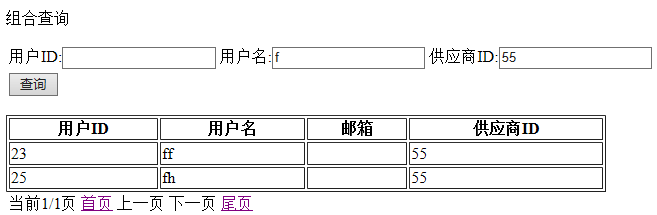 组合查询
用户ID: 用户名:f 供应商ID:55
查询
用户ID 用户名 邮箱 供应商ID
23 ff 55
25 fh 55
当前1/1页 首页 上一页 下一页 尾页